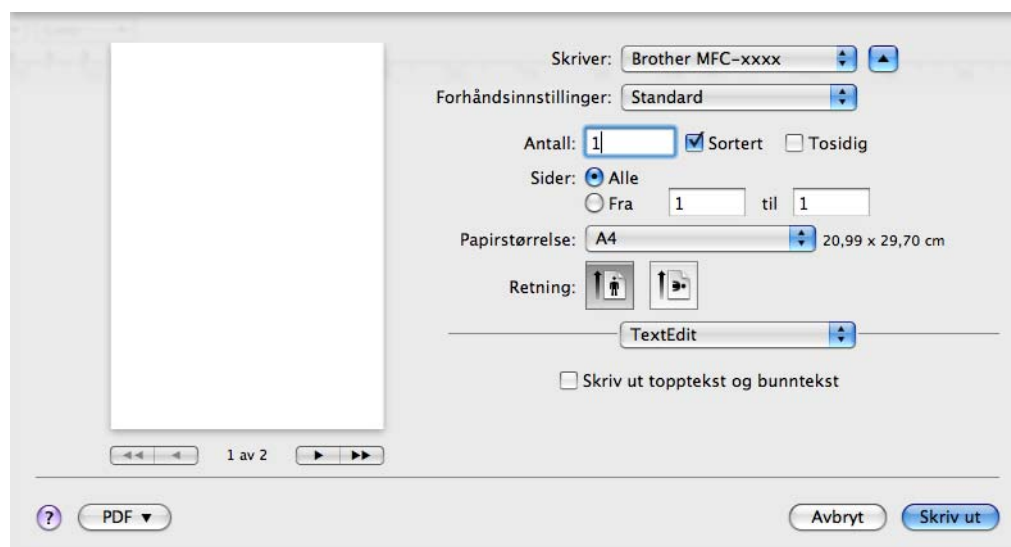 Skriver: Brother MFC-xxxx
Forhåndsinnstillinger: Standard
Antall: 1 Sortert Tosidig
Sider: Alle
Fra 1 til 1
Papirstørrelse: A4 20,99 x 29,70 cm
Retning:
TextEdit
Skriv ut topptekst og bunntekst
1 av 2
? PDF Avbryt Skriv ut